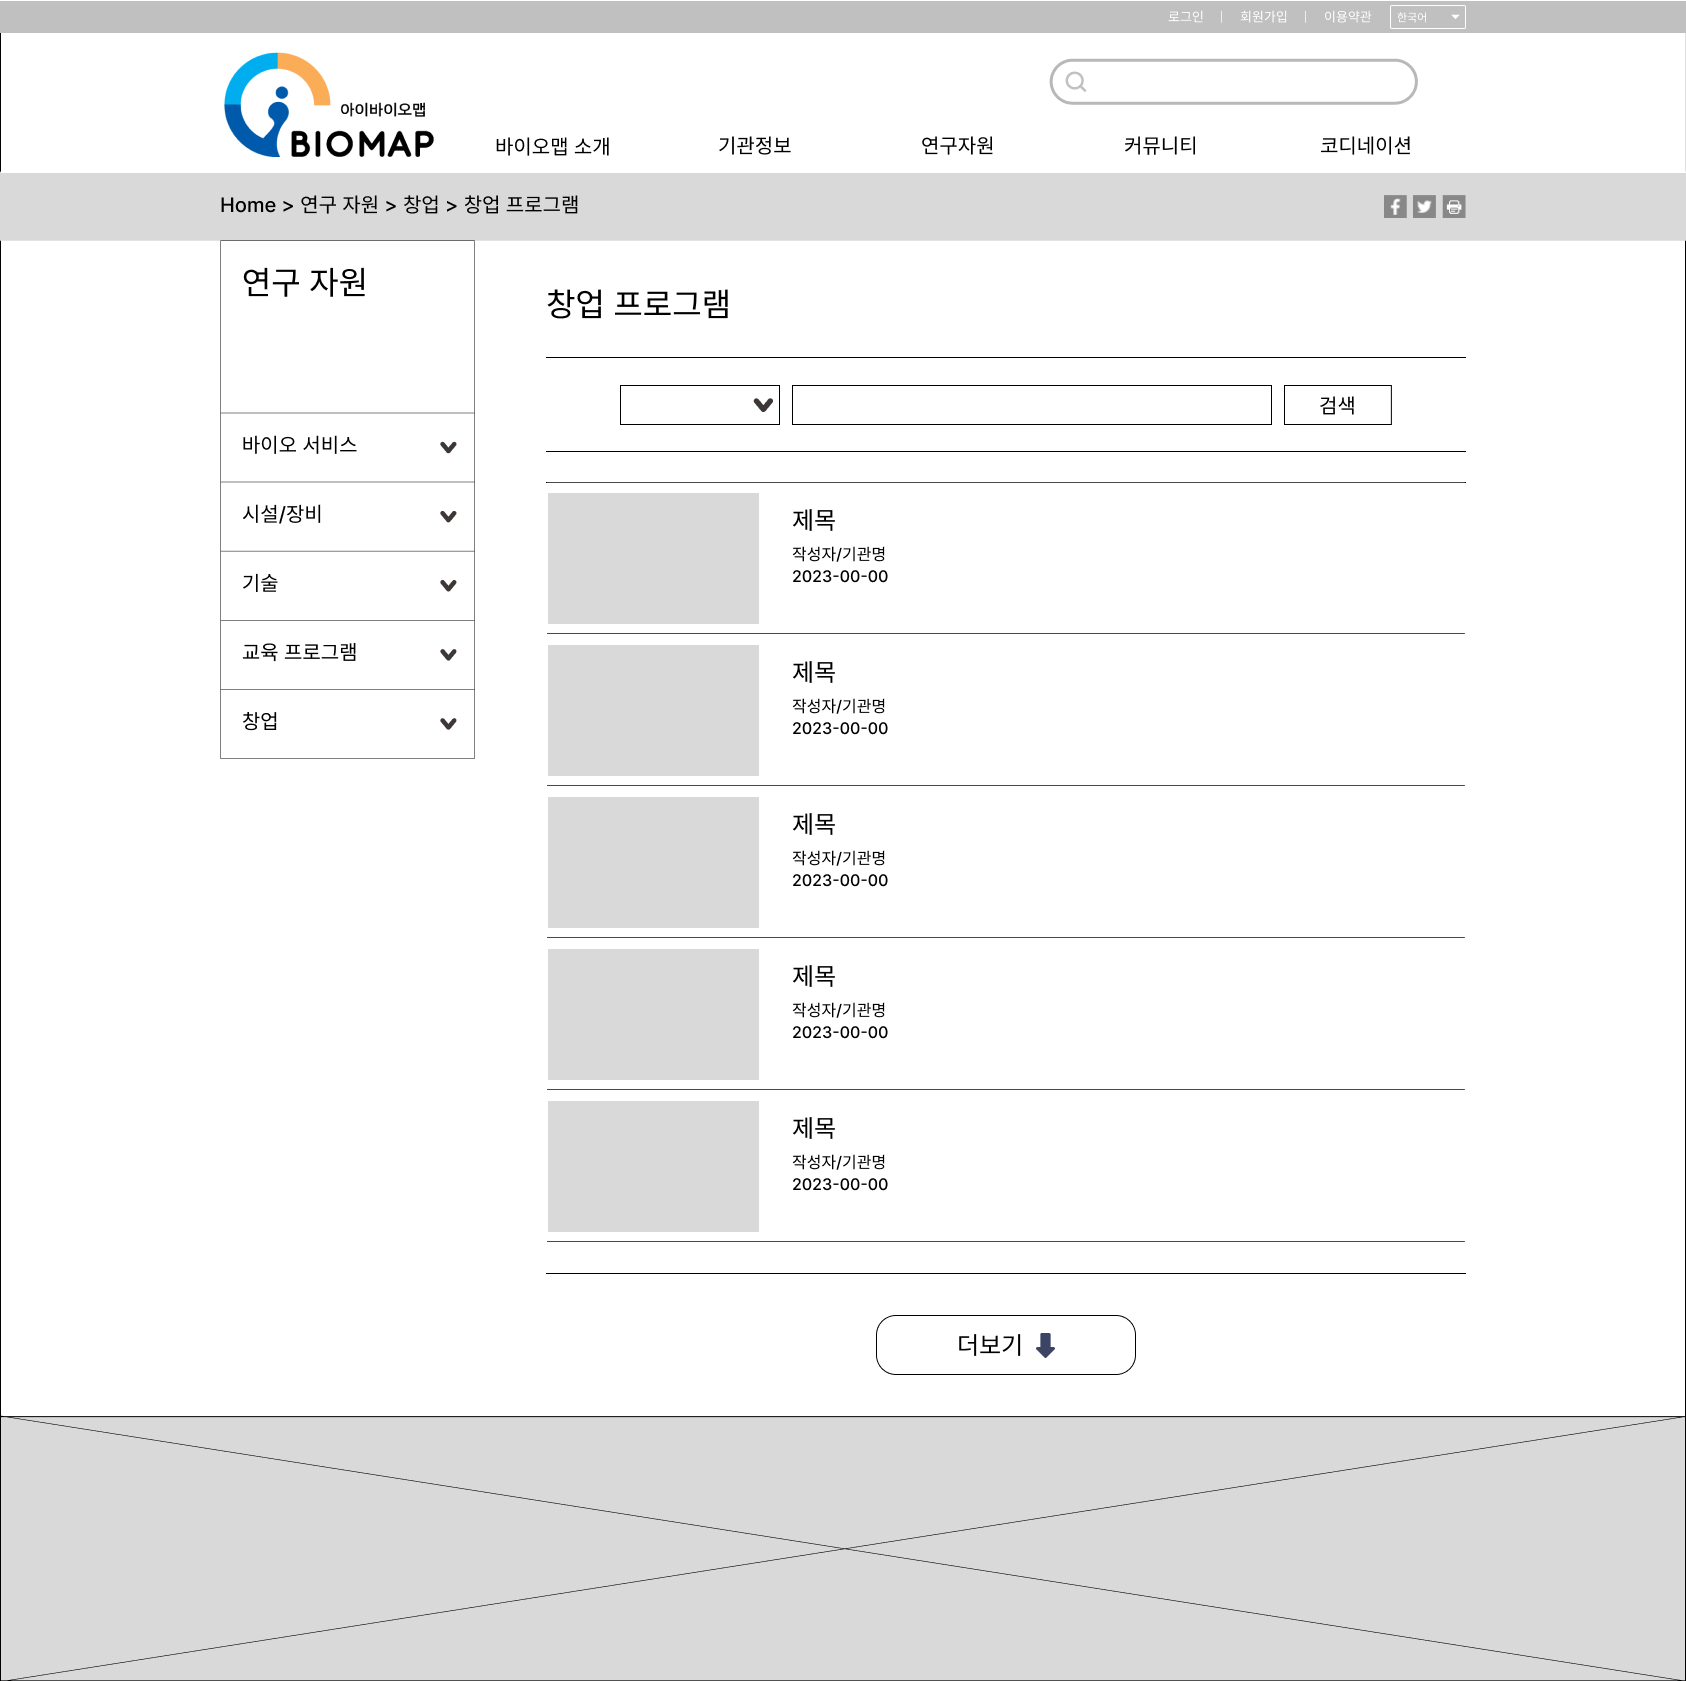 로그인 | 회원가입 | 이용약관 한국어
아이바이오맵
BIOMAP
바이오맵 소개 기관정보 연구자원 커뮤니티 코디네이션
Home > 연구 자원 > 창업 > 창업 프로그램
연구 자원
바이오 서비스
시설/장비
기술
교육 프로그램
창업
창업 프로그램
검색
제목
작성자/기관명
2023-00-00
제목
작성자/기관명
2023-00-00
제목
작성자/기관명
2023-00-00
제목
작성자/기관명
2023-00-00
제목
작성자/기관명
2023-00-00
더보기